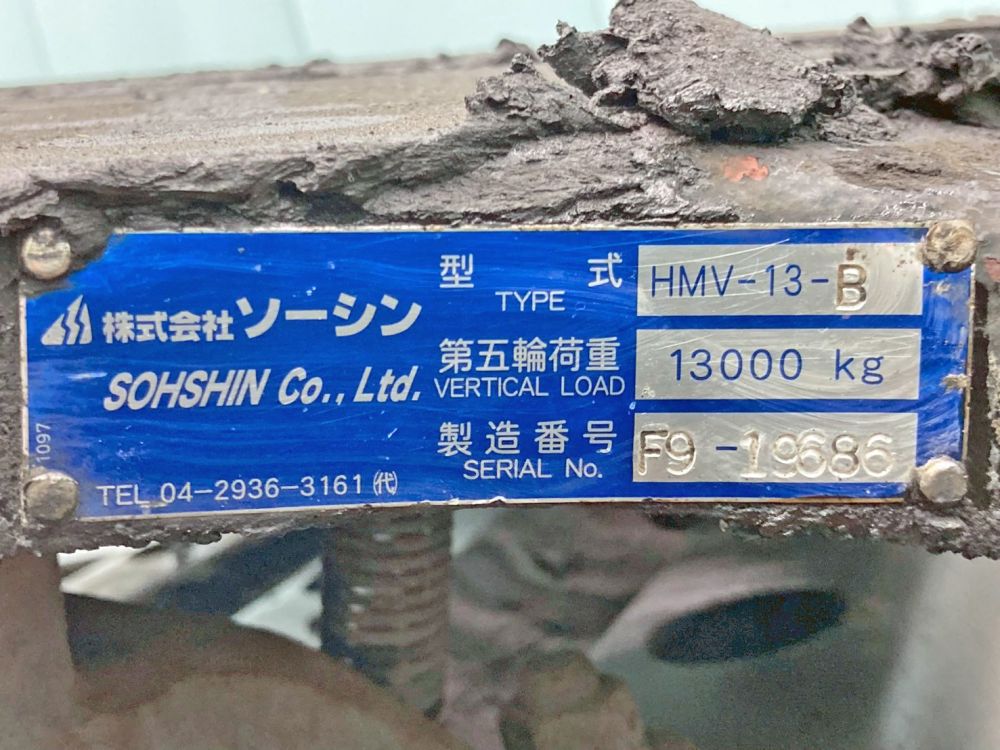 株式会社ソーシン
SOHSHIN Co., Ltd.
TEL 04-2936-3161 (代)
1097
型式 HMV-13-B
TYPE
第五輪荷重 13000 kg
VERTICAL LOAD
製造番号 F9-19686
SERIAL No.